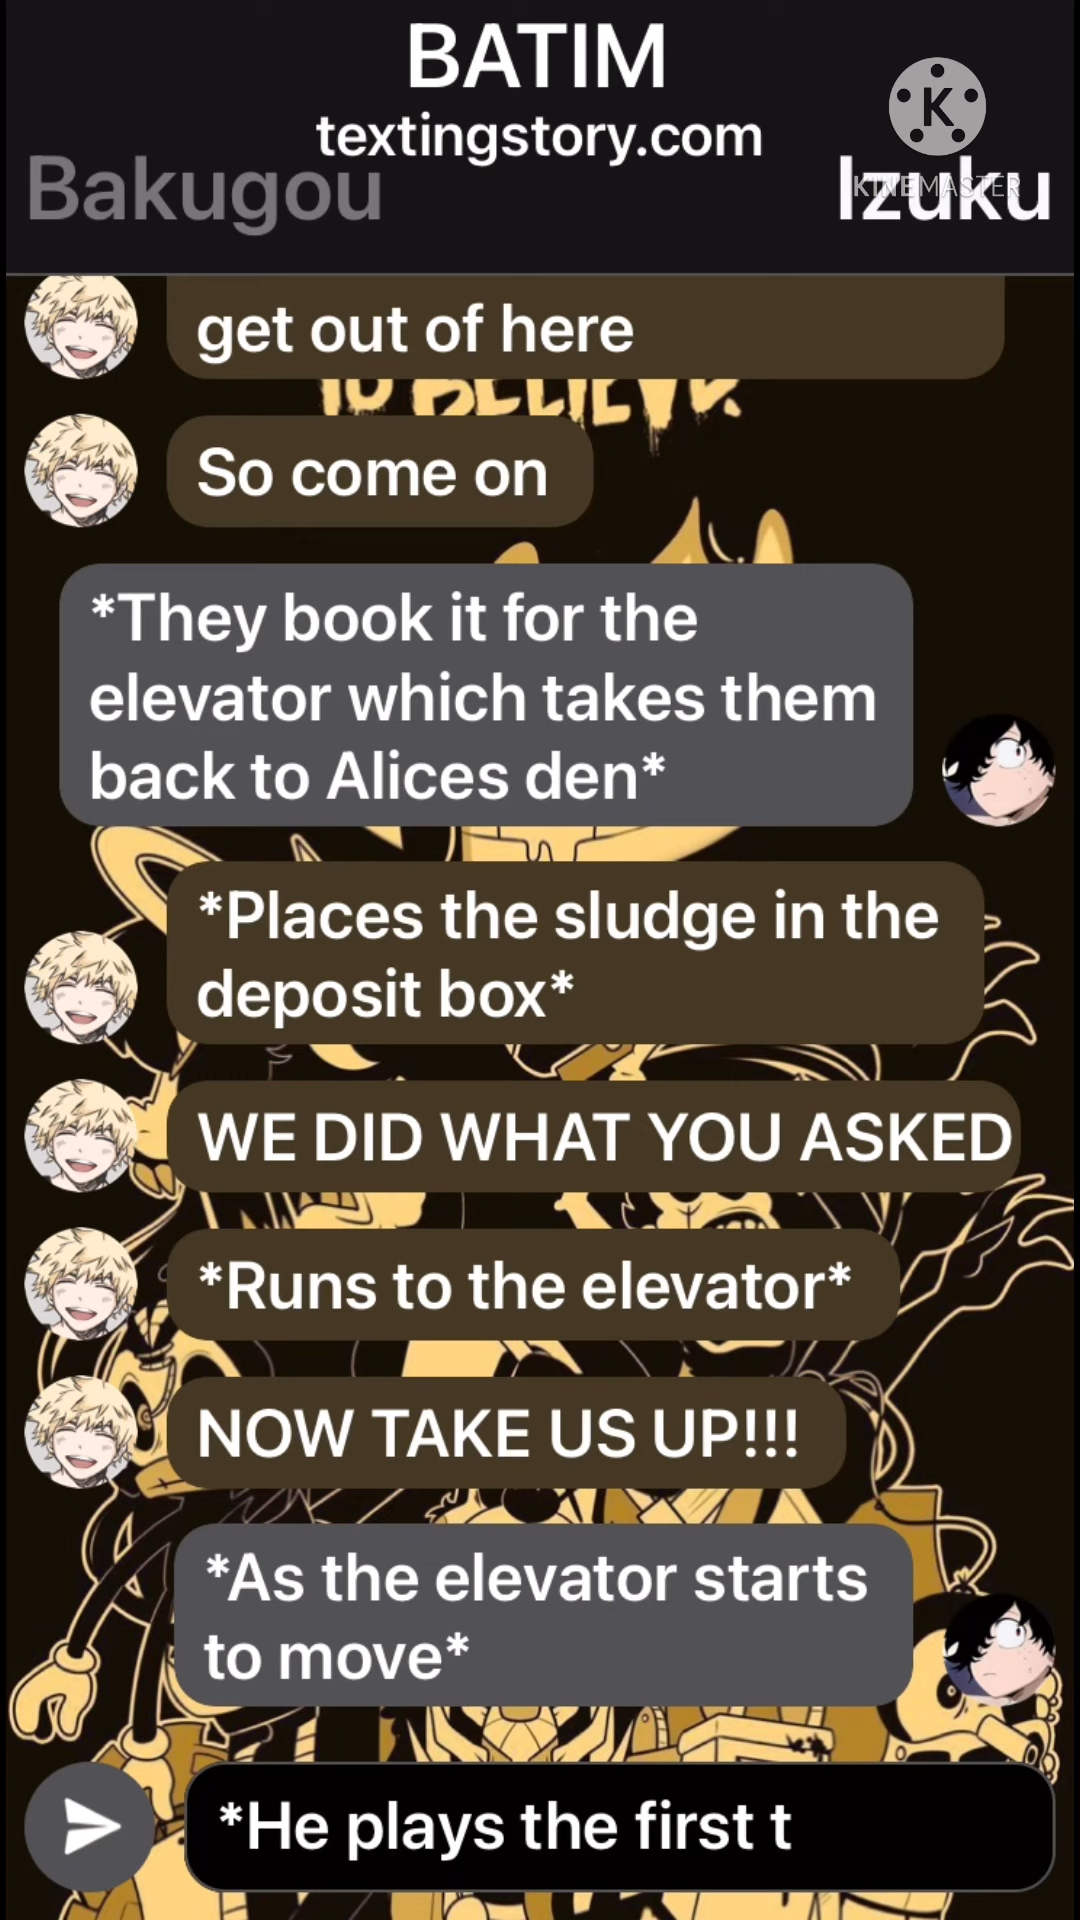 BATIM
textingstory.com
K
KINEMASTER
Bakugou
Izuku
get out of here
TO BELIEVE
So come on
*They book it for the
elevator which takes them
back to Alices den*
*Places the sludge in the
deposit box*
WE DID WHAT YOU ASKED
*Runs to the elevator*
NOW TAKE US UP!!!
*As the elevator starts
to move*
*He plays the first t